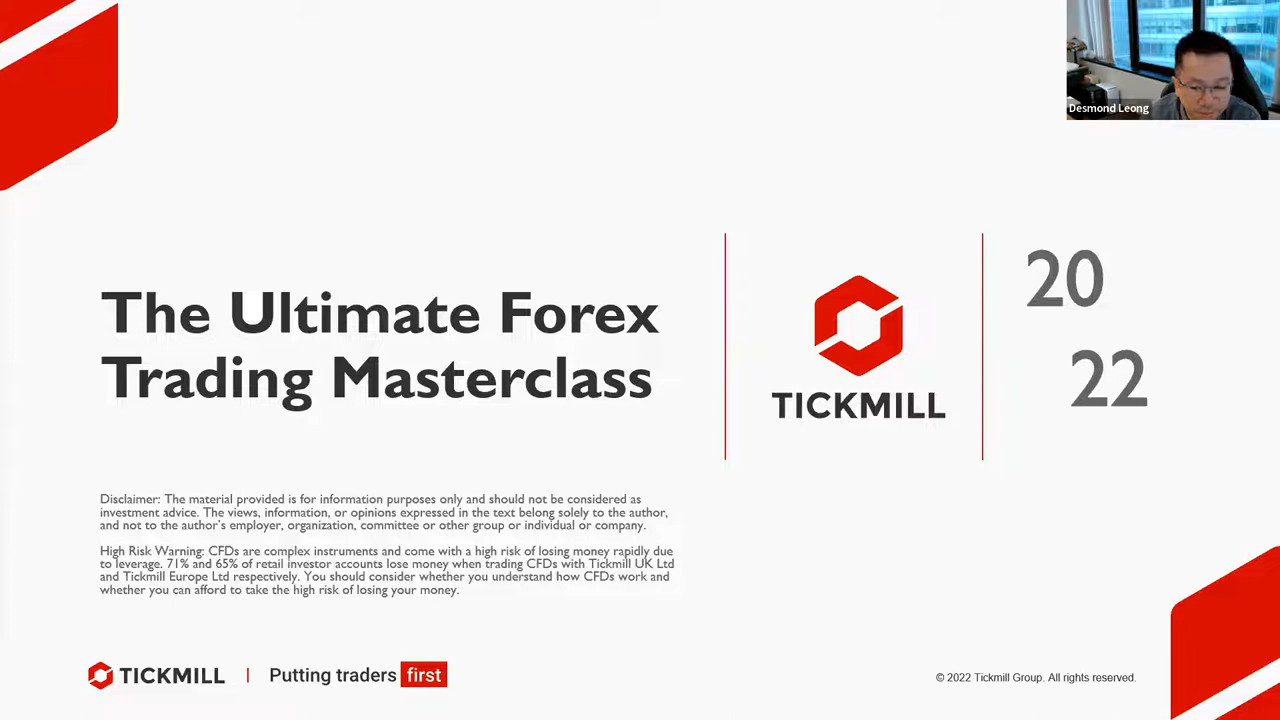 Desmond Leong
The Ultimate Forex
Trading Masterclass
TICKMILL
20
22
Disclaimer: The material provided is for information purposes only and should not be considered as
investment advice. The views, information, or opinions expressed in the text belong solely to the author,
and not to the author's employer, organization, committee or other group or individual or company.
High Risk Warning: CFDs are complex instruments and come with a high risk of losing money rapidly due
to leverage. 71% and 65% of retail investor accounts lose money when trading CFDs with Tickmill UK Ltd
and Tickmill Europe Ltd respectively. You should consider whether you understand how CFDs work and
whether you can afford to take the high risk of losing your money.
TICKMILL | Putting traders first
© 2022 Tickmill Group. All rights reserved.